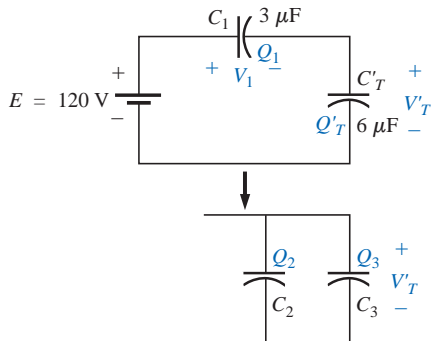 C₁ 3 μF
+ V₁ –
Q₁
E = 120 V
+
–
C'T
Q'T 6 μF
+
V'T
–
Q₂ Q₃
C₂ C₃
+
V'T
–